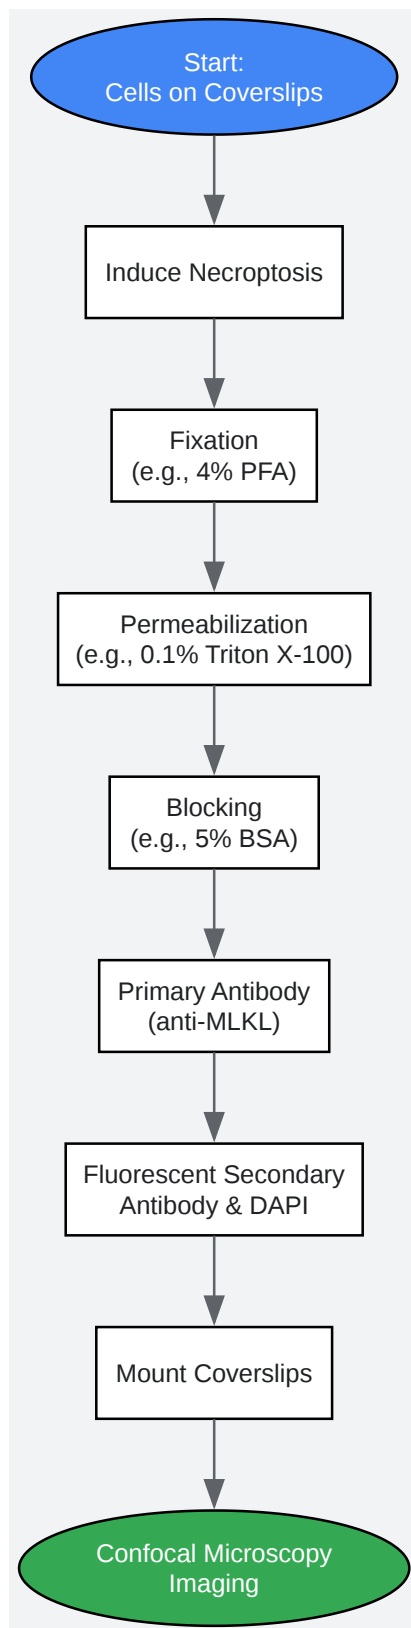 Start:
Cells on Coverslips
Induce Necroptosis
Fixation
(e.g., 4% PFA)
Permeabilization
(e.g., 0.1% Triton X-100)
Blocking
(e.g., 5% BSA)
Primary Antibody
(anti-MLKL)
Fluorescent Secondary
Antibody & DAPI
Mount Coverslips
Confocal Microscopy
Imaging